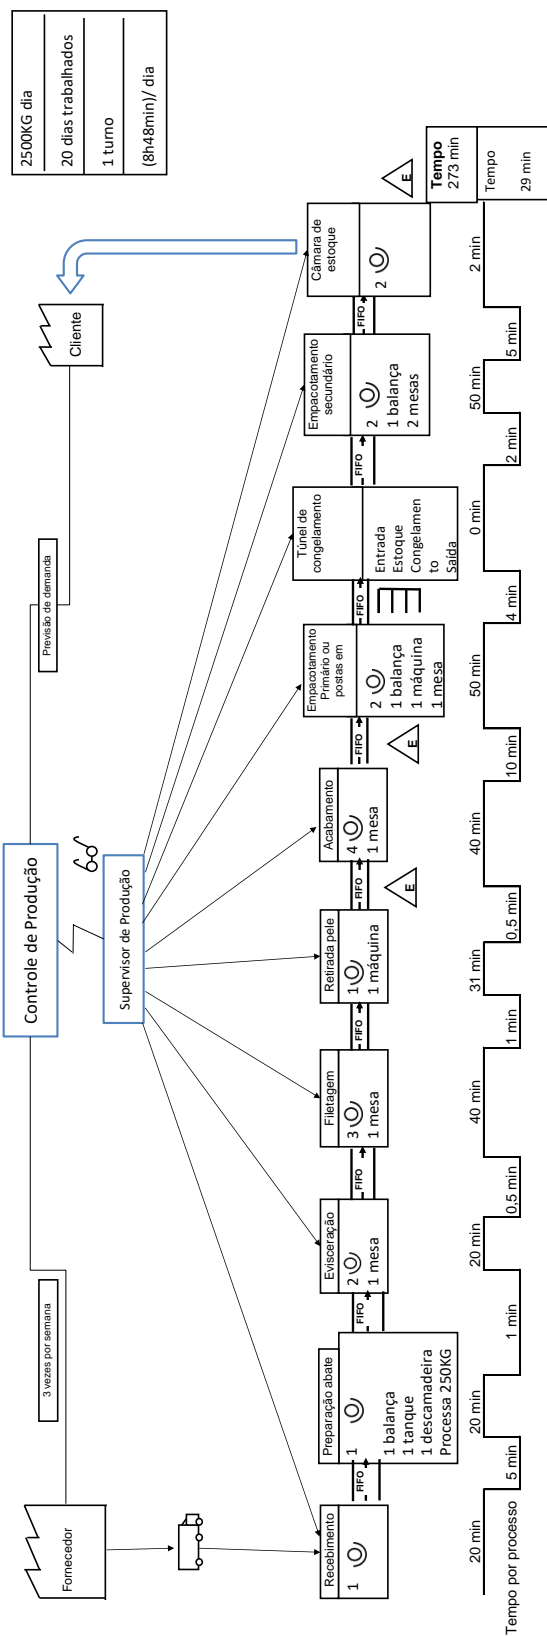 2500KG dia
20 dias trabalhados
1 turno
(8h48min)/ dia
Controle de Produção
Previsão de demanda
3 vezes por semana
Supervisor de Produção
Fornecedor
Cliente
Recebimento
1
FIFO
Preparação abate
1
1 balança
1 tanque
1 descamadeira
Processa 250KG
FIFO
Evisceração
2
1 mesa
FIFO
Filetagem
3
1 mesa
FIFO
Retirada pele
1
1 máquina
FIFO
E
Acabamento
4
1 mesa
FIFO
E
Empacotamento
Primário ou
postas em
2
1 balança
1 máquina
1 mesa
FIFO
Túnel de
congelamento
Entrada
Estoque
Congelamen
to
Saída
FIFO
Empacotamento
secundário
2
1 balança
2 mesas
FIFO
Câmara de
estoque
2
E
Tempo por processo
20 min
5 min
20 min
1 min
20 min
0,5 min
40 min
1 min
31 min
0,5 min
40 min
10 min
50 min
4 min
0 min
2 min
50 min
5 min
2 min
Tempo
273 min
Tempo
29 min